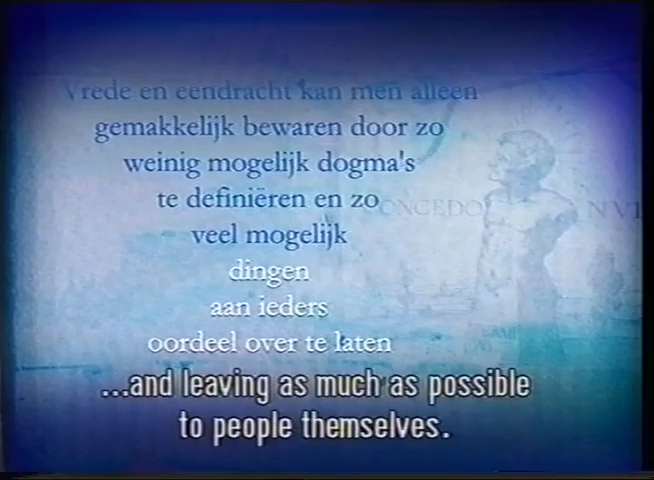 Vrede en eendracht kan men alleen
gemakkelijk bewaren door zo
weinig mogelijk dogma's
te definiëren en zo
veel mogelijk
dingen
aan ieders
oordeel over te laten
CONCEDO
...and leaving as much as possible
to people themselves.